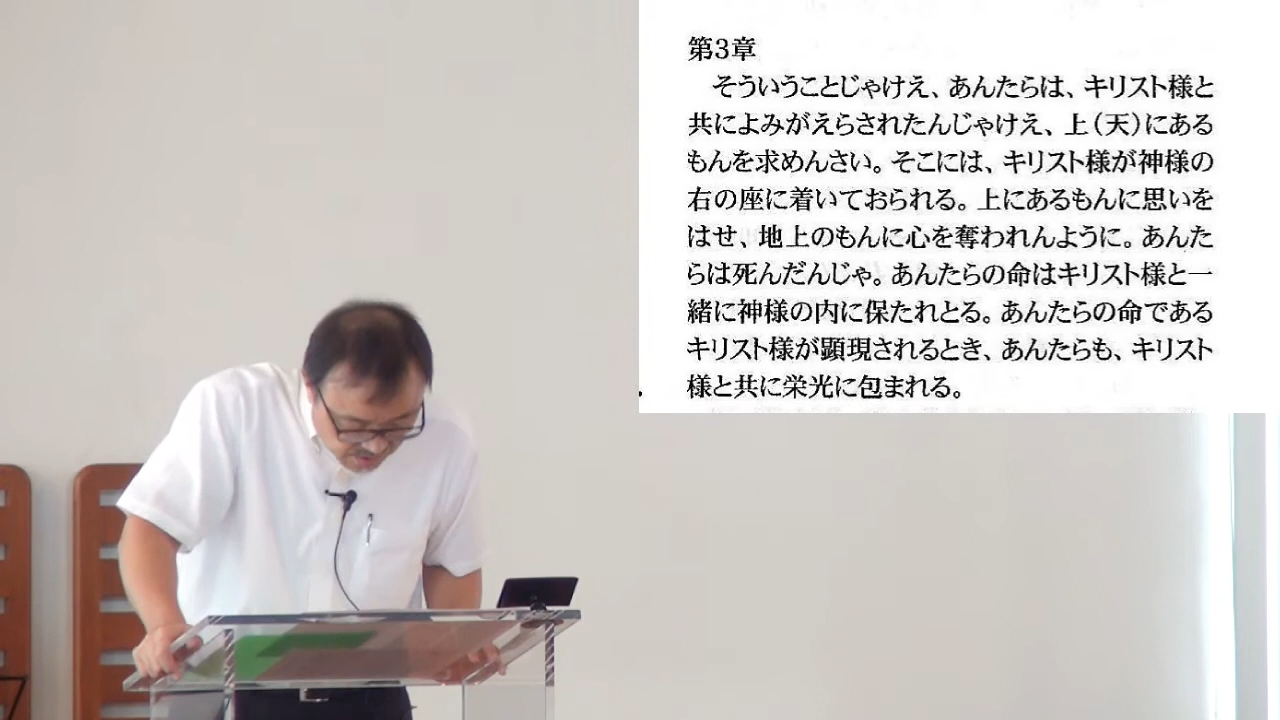 第3章
そういうことじゃけえ、あんたらは、キリスト様と
共によみがえらされたんじゃけえ、上(天)にある
もんを求めんさい。そこには、キリスト様が神様の
右の座に着いておられる。上にあるもんに思いを
はせ、地上のもんに心を奪われんように。あんた
らは死んだんじゃ。あんたらの命はキリスト様と一
緒に神様の内に保たれとる。あんたらの命である
キリスト様が顕現されるとき、あんたらも、キリスト
様と共に栄光に包まれる。